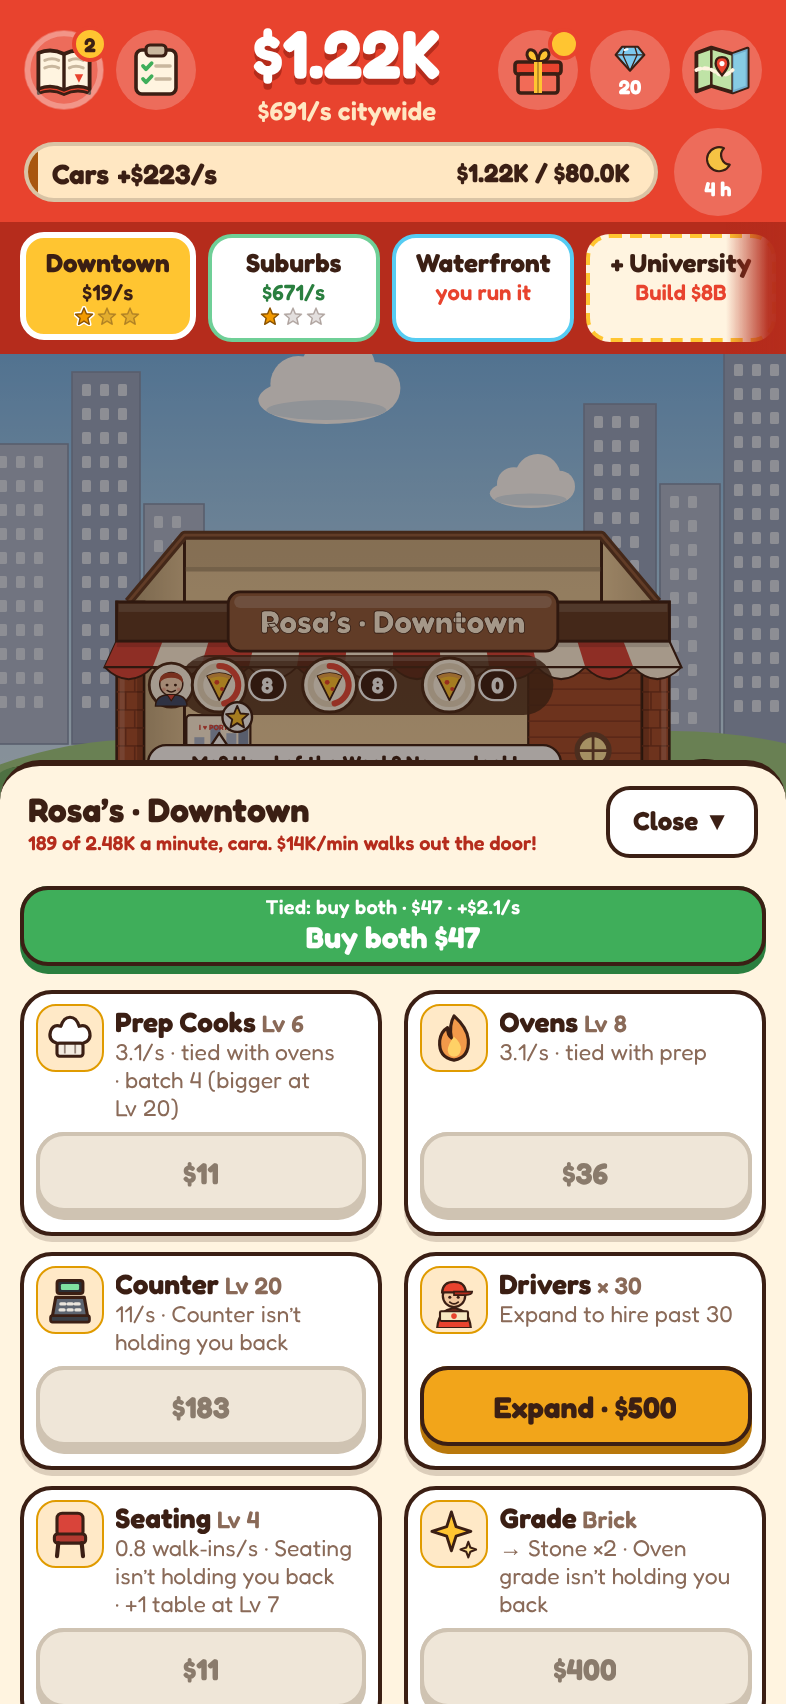 2
$1.22K
$691/s citywide
20
Cars +$223/s
$1.22K / $80.0K
4 h
Downtown
$19/s
Suburbs
$671/s
Waterfront
you run it
+ University
Build $8B
Rosa's · Downtown
8
8
0
Rosa's · Downtown
189 of 2.48K a minute, cara. $14K/min walks out the door!
Close ▼
Tied: buy both · $47 · +$2.1/s
Buy both $47
Prep Cooks Lv 6
3.1/s · tied with ovens
· batch 4 (bigger at
Lv 20)
$11
Ovens Lv 8
3.1/s · tied with prep
$36
Counter Lv 20
11/s · Counter isn't
holding you back
$183
Drivers × 30
Expand to hire past 30
Expand · $500
Seating Lv 4
0.8 walk-ins/s · Seating
isn't holding you back
· +1 table at Lv 7
$11
Grade Brick
→ Stone ×2 · Oven
grade isn't holding you
back
$400